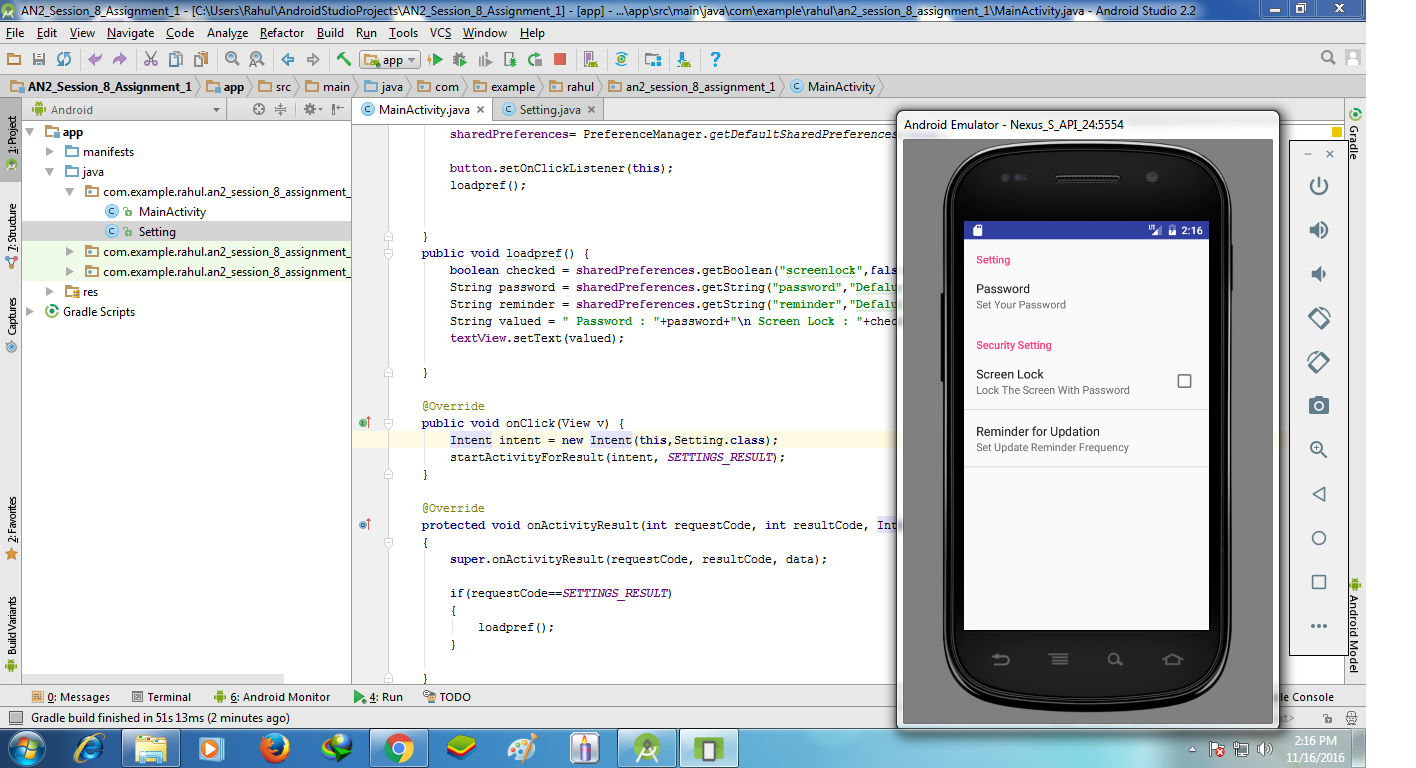 AN2_Session_8_Assignment_1 - [C:\Users\Rahul\AndroidStudioProjects\AN2_Session_8_Assignment_1] - [app] - ...\app\src\main\java\com\example\rahul\an2_session_8_assignment_1\MainActivity.java - Android Studio 2.2
File Edit View Navigate Code Analyze Refactor Build Run Tools VCS Window Help
app
AN2_Session_8_Assignment_1 app src main java com example rahul an2_session_8_assignment_1 MainActivity
Android
MainActivity.java Setting.java
1: Project
7: Structure
Captures
2: Favorites
Build Variants
app
manifests
java
com.example.rahul.an2_session_8_assignment_
MainActivity
Setting
com.example.rahul.an2_session_8_assignment_
com.example.rahul.an2_session_8_assignment_
res
Gradle Scripts
sharedPreferences= PreferenceManager.getDefaultSharedPreferences
button.setOnClickListener(this);
loadpref();
}
public void loadpref() {
boolean checked = sharedPreferences.getBoolean("screenlock",fals
String password = sharedPreferences.getString("password","Defalu
String reminder = sharedPreferences.getString("reminder","Defalu
String valued = " Password : "+password+"\n Screen Lock : "+chec
textView.setText(valued);
}
@Override
public void onClick(View v) {
Intent intent = new Intent(this,Setting.class);
startActivityForResult(intent, SETTINGS_RESULT);
}
@Override
protected void onActivityResult(int requestCode, int resultCode, Int
{
super.onActivityResult(requestCode, resultCode, data);
if(requestCode==SETTINGS_RESULT)
{
loadpref();
}
}
Android Emulator - Nexus_S_API_24:5554
LTE 2:16
Setting
Password
Set Your Password
Security Setting
Screen Lock
Lock The Screen With Password
Reminder for Updation
Set Update Reminder Frequency
Gradle
Android Model
0: Messages Terminal 6: Android Monitor 4: Run TODO le Console
Gradle build finished in 51s 13ms (2 minutes ago)
2:16 PM
11/16/2016